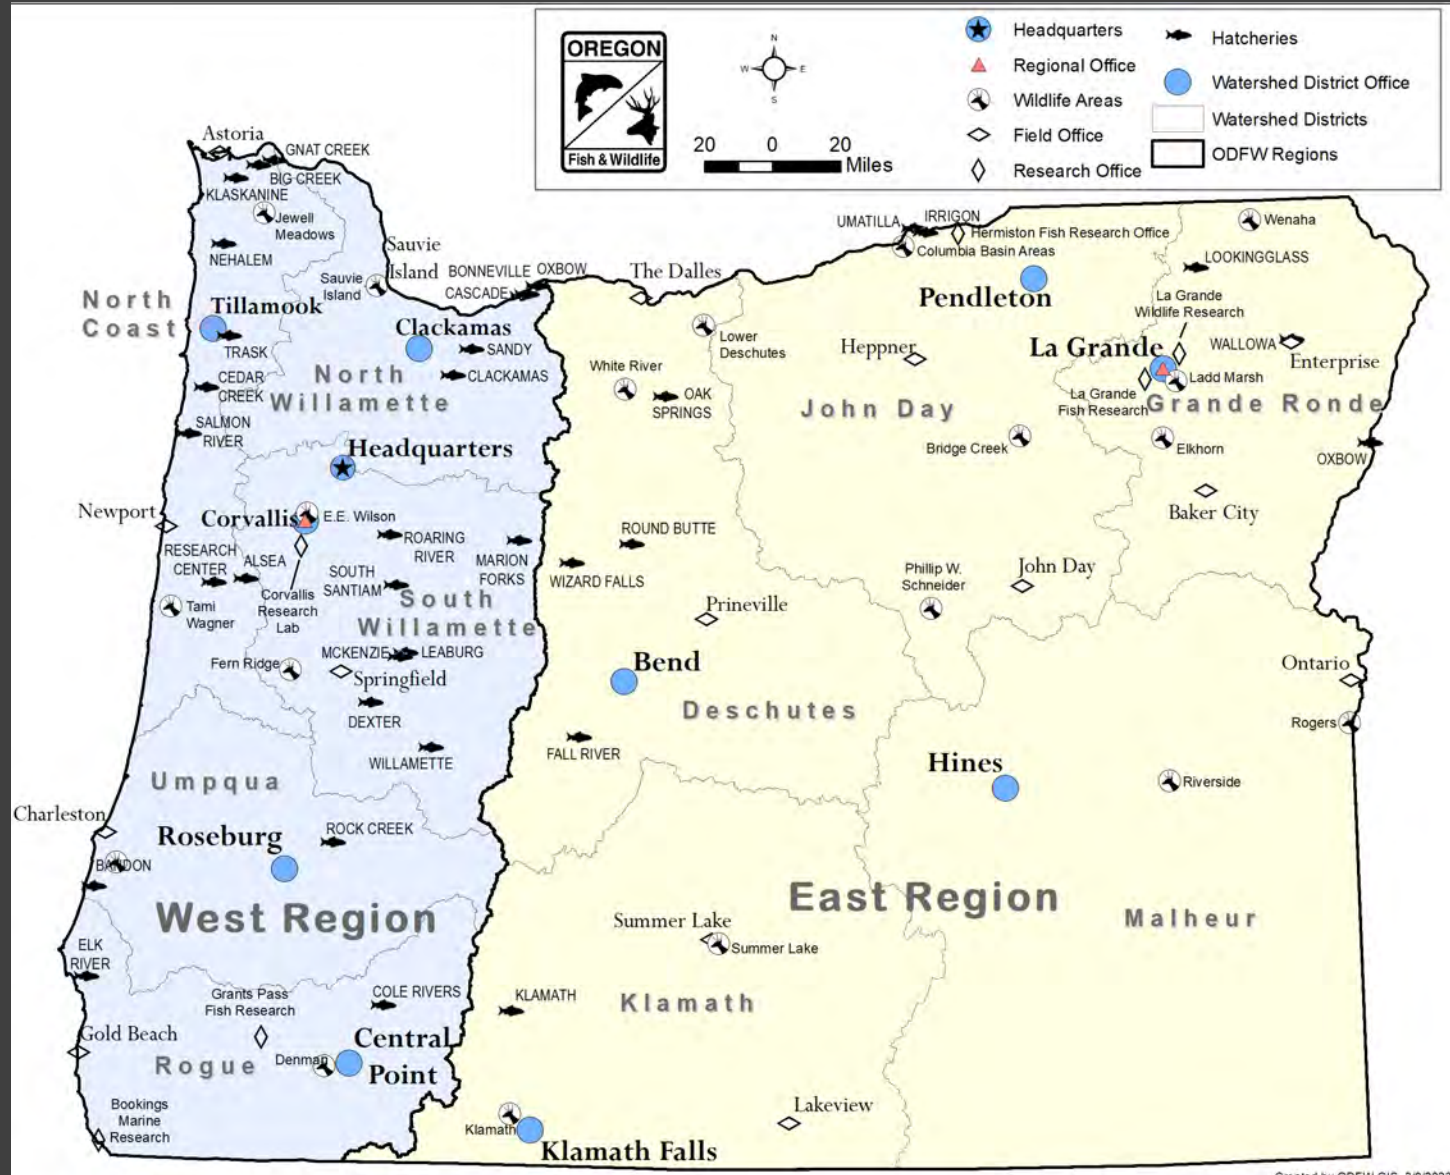 OREGON
Fish & Wildlife
N
W
E
S
20 0 20
Miles
Headquarters
Regional Office
Wildlife Areas
Field Office
Research Office
Hatcheries
Watershed District Office
Watershed Districts
ODFW Regions
Astoria
GNAT CREEK
BIG CREEK
KLASKANINE
Jewell
Meadows
NEHALEM
Sauvie
Island
Sauvie
Island
BONNEVILLE
OXBOW
CASCADE
The Dalles
North
Coast
Tillamook
TRASK
Clackamas
SANDY
CLACKAMAS
CEDAR
CREEK
North
Willamette
SALMON
RIVER
Headquarters
Newport
Corvallis
E.E. Wilson
RESEARCH
CENTER
ALSEA
ROARING
RIVER
MARION
FORKS
SOUTH
SANTIAM
Corvallis
Research
Lab
Tami
Wagner
South
Willamette
Fern Ridge
MCKENZIE
LEABURG
Springfield
DEXTER
WILLAMETTE
Umpqua
Charleston
Roseburg
ROCK CREEK
BANDON
West Region
ELK
RIVER
Grants Pass
Fish Research
COLE RIVERS
Gold Beach
Rogue
Denman
Central
Point
Bookings
Marine
Research
UMATILLA
IRRIGON
Hermiston Fish Research Office
Columbia Basin Areas
Wenaha
LOOKINGGLASS
Pendleton
La Grande
Wildlife Research
La Grande
WALLOWA
Enterprise
Ladd Marsh
La Grande
Fish Research
Grande Ronde
Lower
Deschutes
White River
OAK
SPRINGS
Heppner
John Day
Bridge Creek
Elkhorn
OXBOW
Baker City
ROUND BUTTE
WIZARD FALLS
Phillip W.
Schneider
John Day
Prineville
Bend
Deschutes
FALL RIVER
Ontario
Rogers
Hines
Riverside
East Region
Malheur
Summer Lake
Summer Lake
KLAMATH
Klamath
Lakeview
Klamath
Klamath Falls